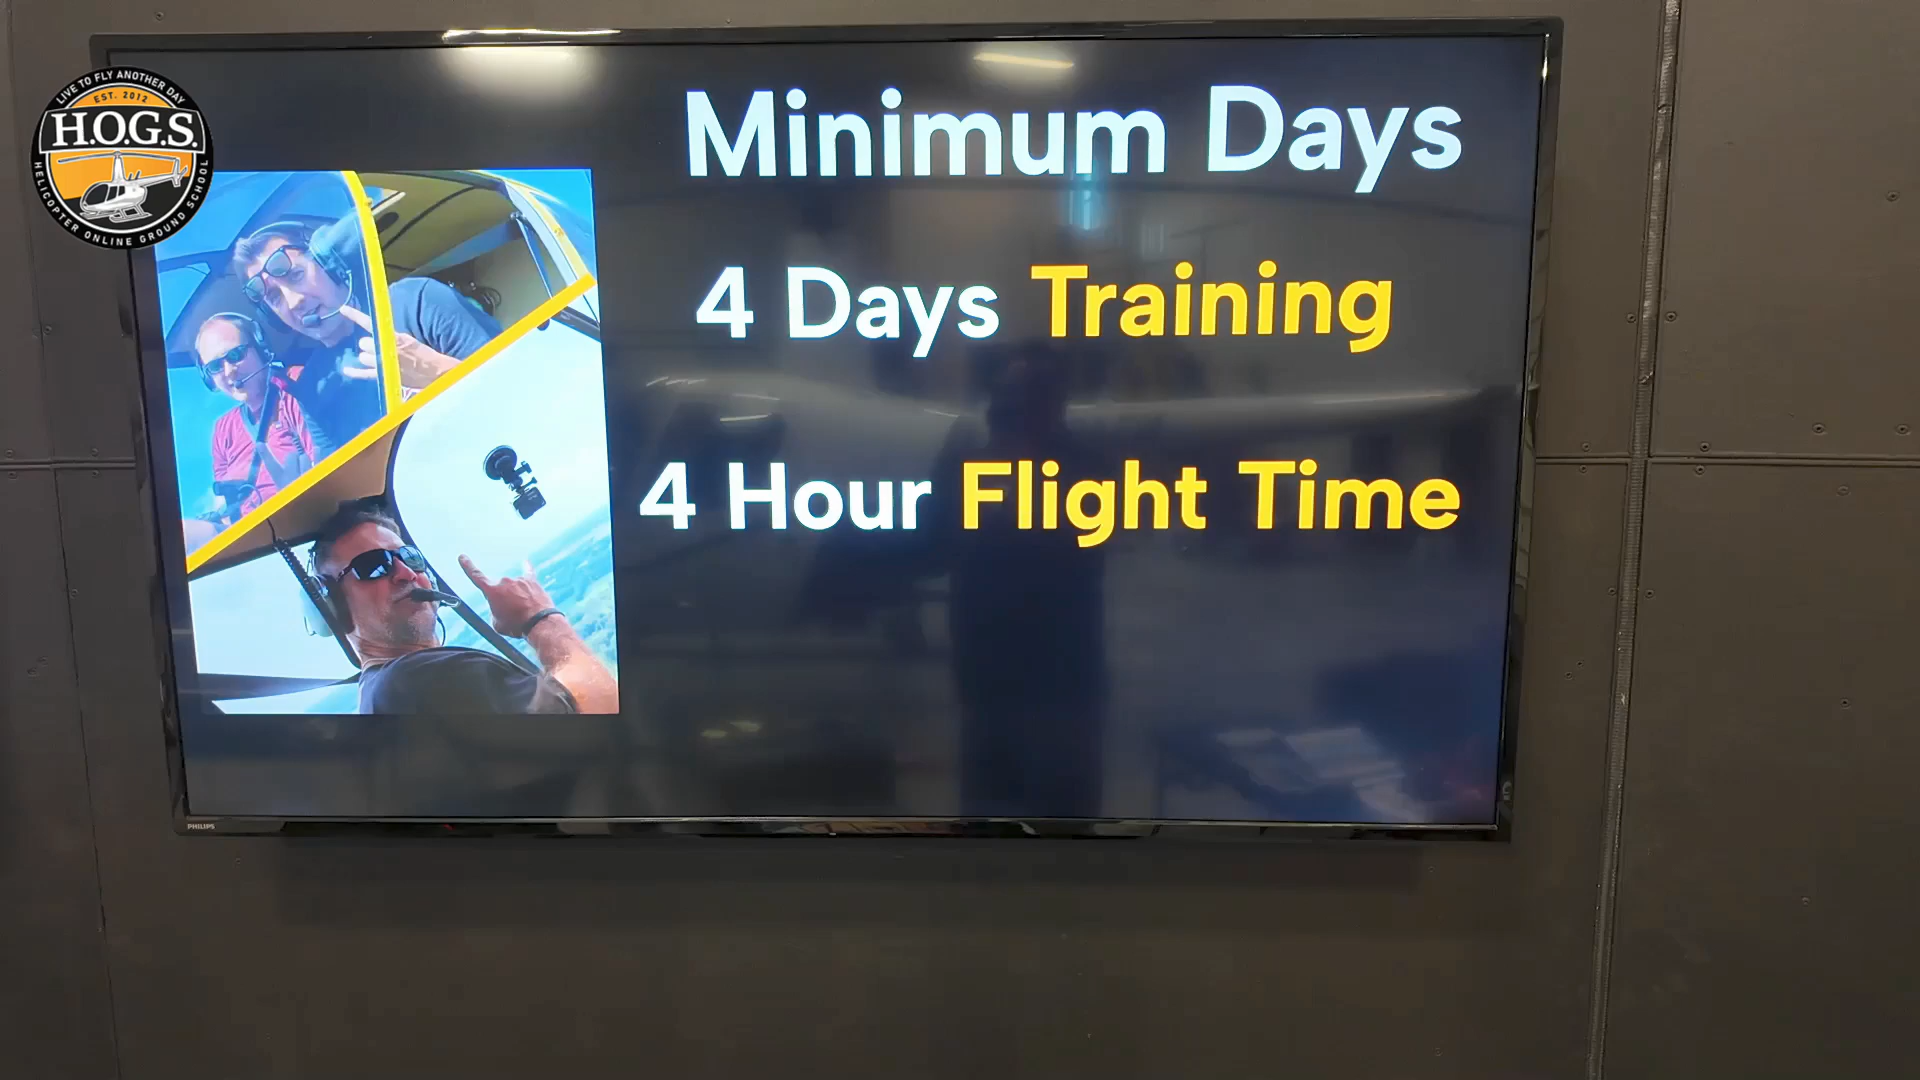 LIVE TO FLY ANOTHER DAY
EST. 2012
H.O.G.S.
HELICOPTER ONLINE GROUND SCHOOL
Minimum Days
4 Days Training
4 Hour Flight Time
PHILIPS